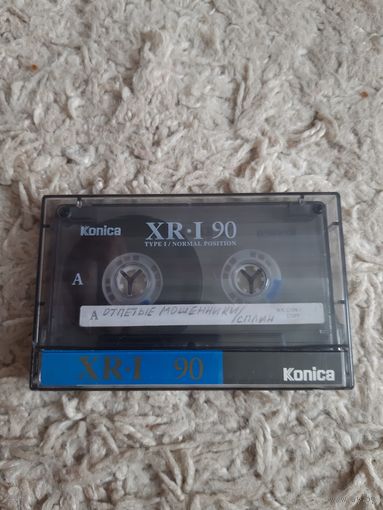 Konica XR·I 90
TYPE I / NORMAL POSITION
A
A ОТПЕТЫЕ МОШЕННИКИ/
/СПЛИН
XR·I 90 Konica